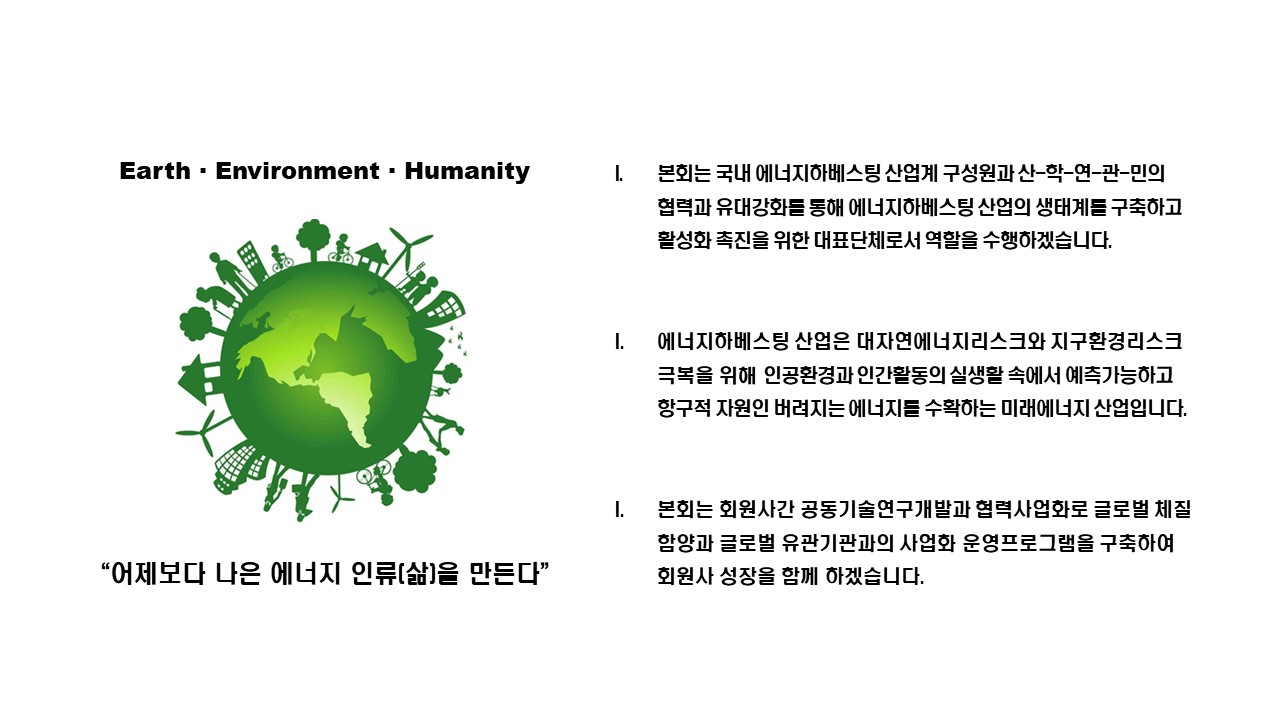 Earth · Environment · Humanity
“어제보다 나은 에너지 인류(삶)을 만든다”
I. 본회는 국내 에너지하베스팅 산업계 구성원과 산-학-연-관-민의
협력과 유대강화를 통해 에너지하베스팅 산업의 생태계를 구축하고
활성화 촉진을 위한 대표단체로서 역할을 수행하겠습니다.
I. 에너지하베스팅 산업은 대자연에너지리스크와 지구환경리스크
극복을 위해 인공환경과 인간활동의 실생활 속에서 예측가능하고
항구적 자원인 버려지는 에너지를 수확하는 미래에너지 산업입니다.
I. 본회는 회원사간 공동기술연구개발과 협력사업화로 글로벌 체질
함양과 글로벌 유관기관과의 사업화 운영프로그램을 구축하여
회원사 성장을 함께 하겠습니다.